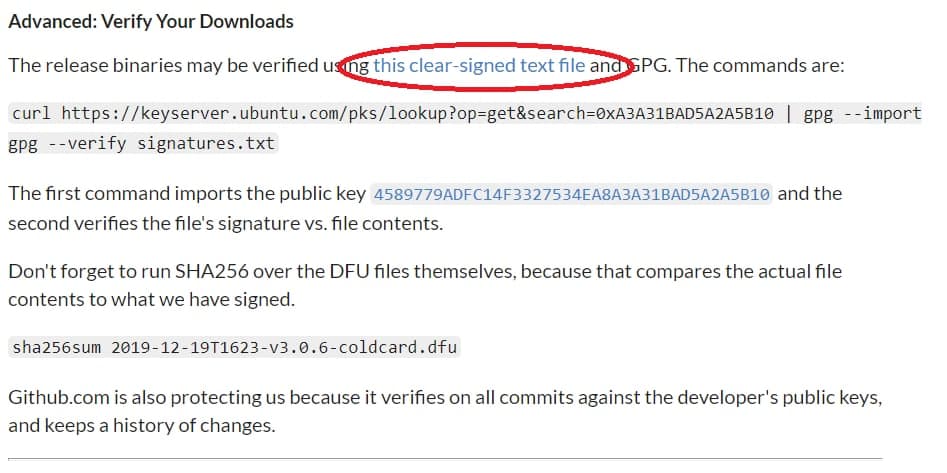 Advanced: Verify Your Downloads
The release binaries may be verified using this clear-signed text file and GPG. The commands are:
curl https://keyserver.ubuntu.com/pks/lookup?op=get&search=0xA3A31BAD5A2A5B10 | gpg --import
gpg --verify signatures.txt
The first command imports the public key 4589779ADFC14F3327534EA8A3A31BAD5A2A5B10 and the
second verifies the file's signature vs. file contents.
Don't forget to run SHA256 over the DFU files themselves, because that compares the actual file
contents to what we have signed.
sha256sum 2019-12-19T1623-v3.0.6-coldcard.dfu
Github.com is also protecting us because it verifies on all commits against the developer's public keys,
and keeps a history of changes.